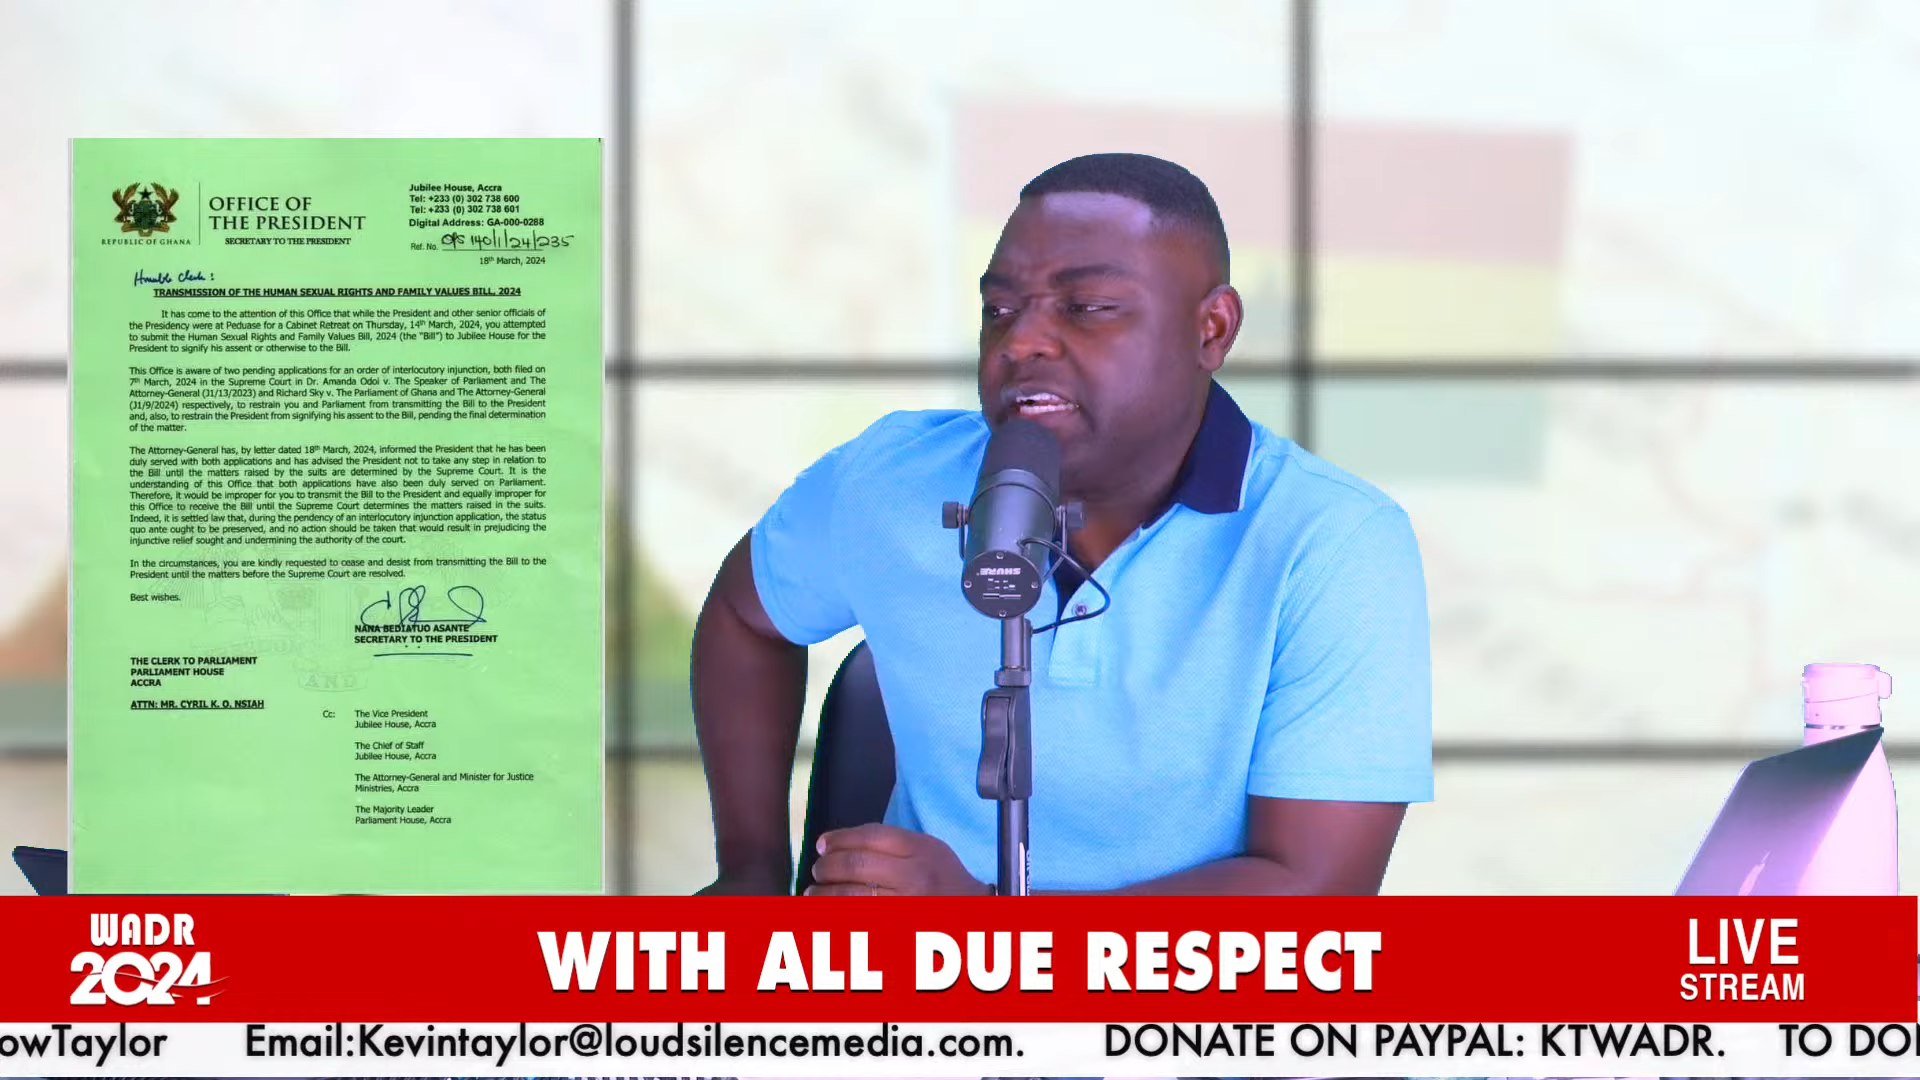 OFFICE OF
THE PRESIDENT
SECRETARY TO THE PRESIDENT
REPUBLIC OF GHANA
Jubilee House, Accra
Tel: +233 (0) 302 738 600
Tel: +233 (0) 302 738 601
Digital Address: GA-000-0288
Ref. No. OPS 140/1/24/235
18th March, 2024
Humble Clerk:
TRANSMISSION OF THE HUMAN SEXUAL RIGHTS AND FAMILY VALUES BILL, 2024
It has come to the attention of this Office that while the President and other senior officials of
the Presidency were at Peduase for a Cabinet Retreat on Thursday, 14th March, 2024, you attempted
to submit the Human Sexual Rights and Family Values Bill, 2024 (the "Bill") to Jubilee House for the
President to signify his assent or otherwise to the Bill.
This Office is aware of two pending applications for an order of interlocutory injunction, both filed on
7th March, 2024 in the Supreme Court in Dr. Amanda Odoi v. The Speaker of Parliament and The
Attorney-General (J1/13/2023) and Richard Sky v. The Parliament of Ghana and The Attorney-General
(J1/9/2024) respectively, to restrain you and Parliament from transmitting the Bill to the President
and, also, to restrain the President from signifying his assent to the Bill, pending the final determination
of the matter.
The Attorney-General has, by letter dated 18th March, 2024, informed the President that he has been
duly served with both applications and has advised the President not to take any step in relation to
the Bill until the matters raised by the suits are determined by the Supreme Court. It is the
understanding of this Office that both applications have also been duly served on Parliament.
Therefore, it would be improper for you to transmit the Bill to the President and equally improper for
this Office to receive the Bill until the Supreme Court determines the matters raised in the suits.
Indeed, it is settled law that, during the pendency of an interlocutory injunction application, the status
quo ante ought to be preserved, and no action should be taken that would result in prejudicing the
injunctive relief sought and undermining the authority of the court.
In the circumstances, you are kindly requested to cease and desist from transmitting the Bill to the
President until the matters before the Supreme Court are resolved.
Best wishes.
NANA BEDIATUO ASANTE
SECRETARY TO THE PRESIDENT
THE CLERK TO PARLIAMENT
PARLIAMENT HOUSE
ACCRA
ATTN: MR. CYRIL K. O. NSIAH
Cc: The Vice President
Jubilee House, Accra
The Chief of Staff
Jubilee House, Accra
The Attorney-General and Minister for Justice
Ministries, Accra
The Majority Leader
Parliament House, Accra
SHURE
WADR
2024
WITH ALL DUE RESPECT
LIVE
STREAM
owTaylor Email:Kevintaylor@loudsilencemedia.com. DONATE ON PAYPAL: KTWADR. TO DO